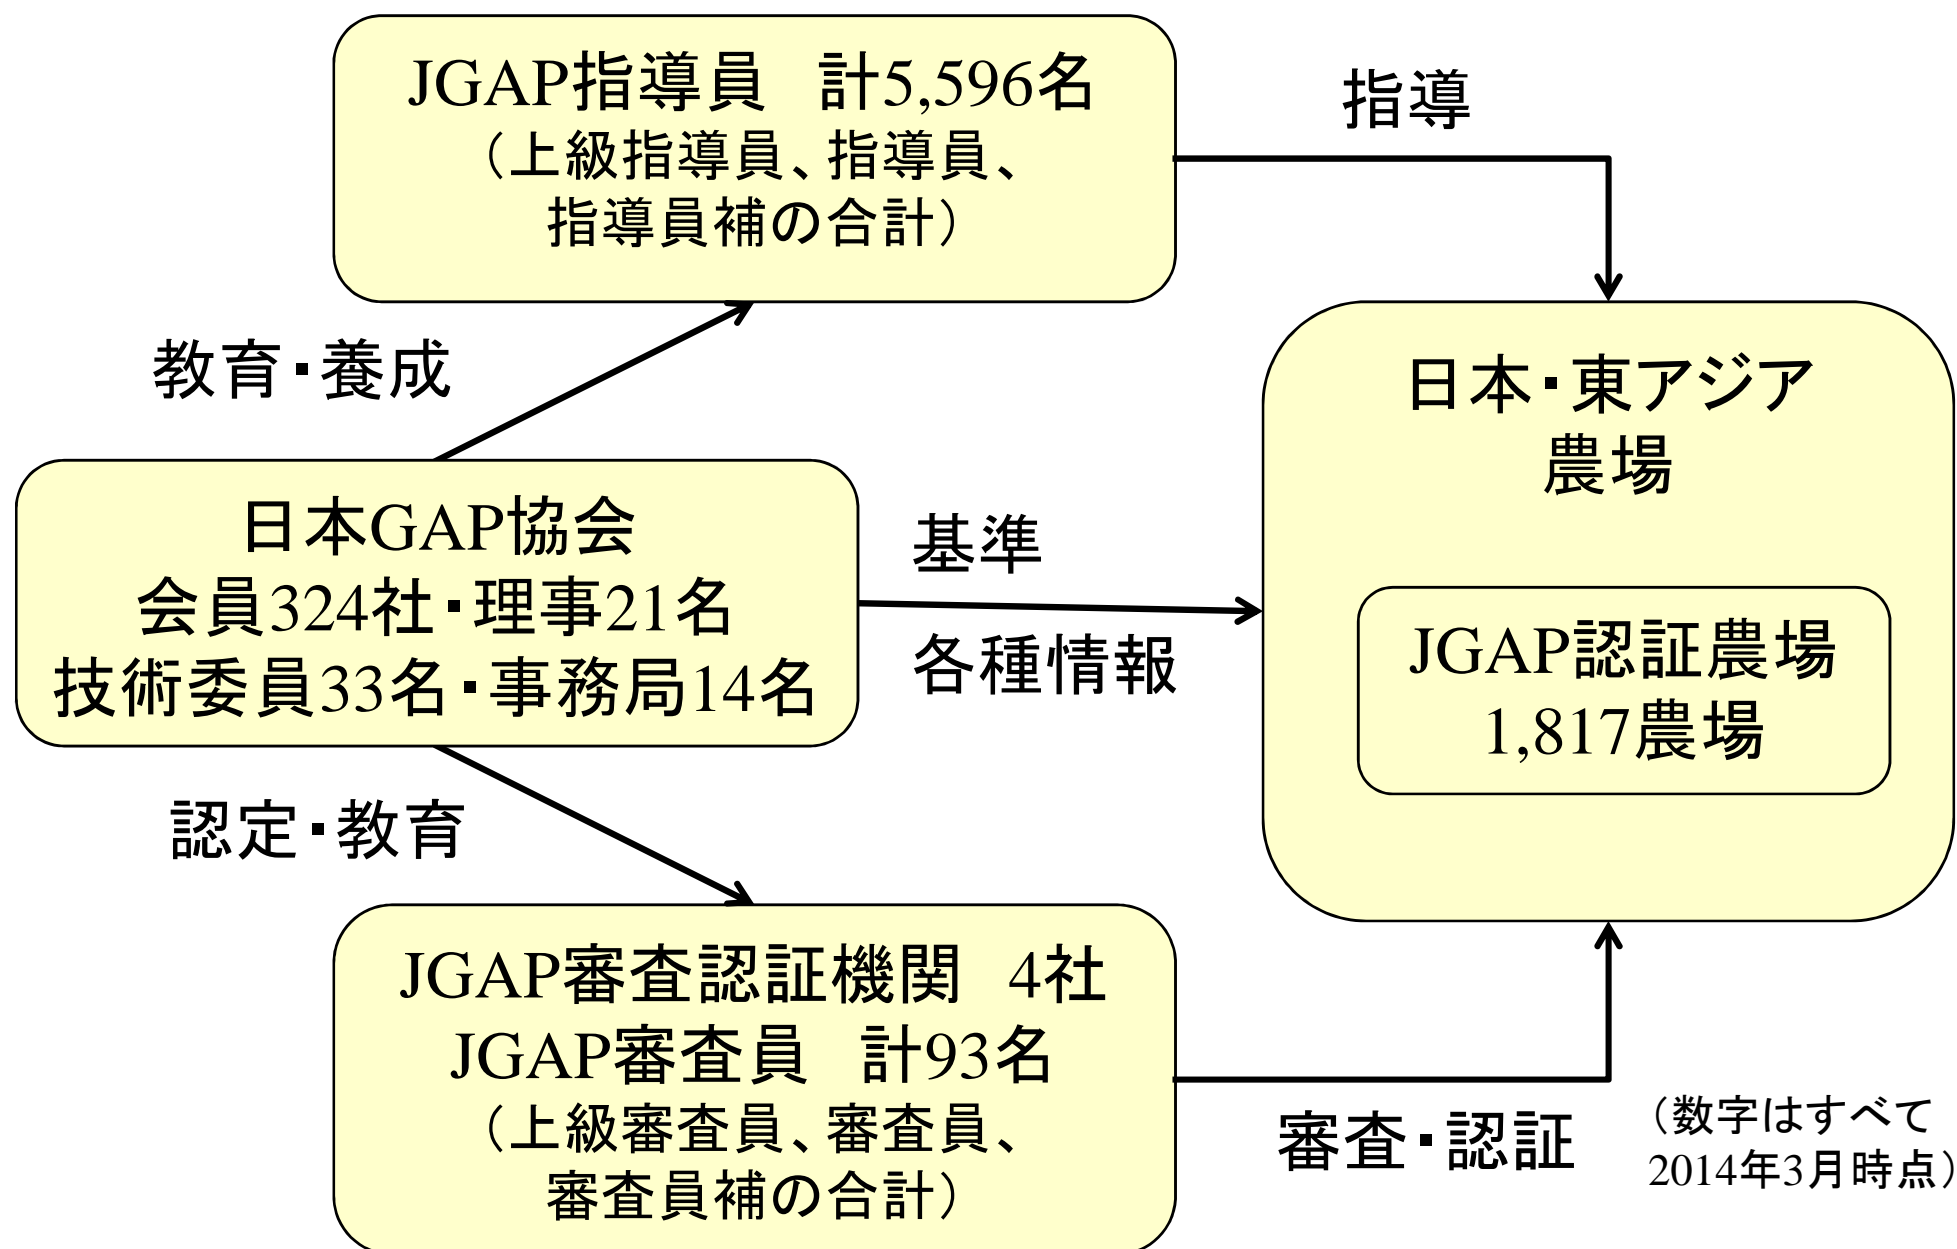 JGAP指導員　計5,596名
（上級指導員、指導員、
指導員補の合計）
指導
教育・養成
日本・東アジア
農場
日本GAP協会
会員324社・理事21名
技術委員33名・事務局14名
基準
各種情報
JGAP認証農場
1,817農場
認定・教育
JGAP審査認証機関　4社
JGAP審査員　計93名
（上級審査員、審査員、
審査員補の合計）
審査・認証
（数字はすべて
2014年3月時点）